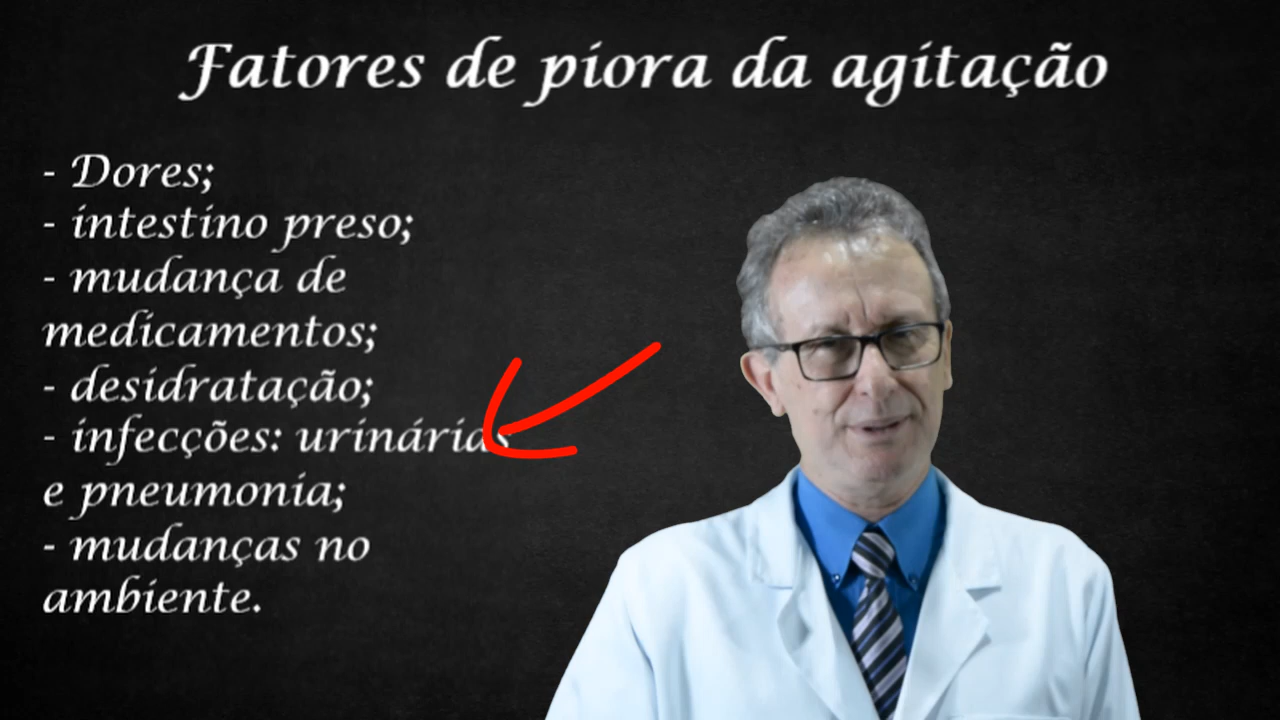 Fatores de piora da agitação
- Dores;
- intestino preso;
- mudança de
medicamentos;
- desidratação;
- infecções: urinárias
e pneumonia;
- mudanças no
ambiente.